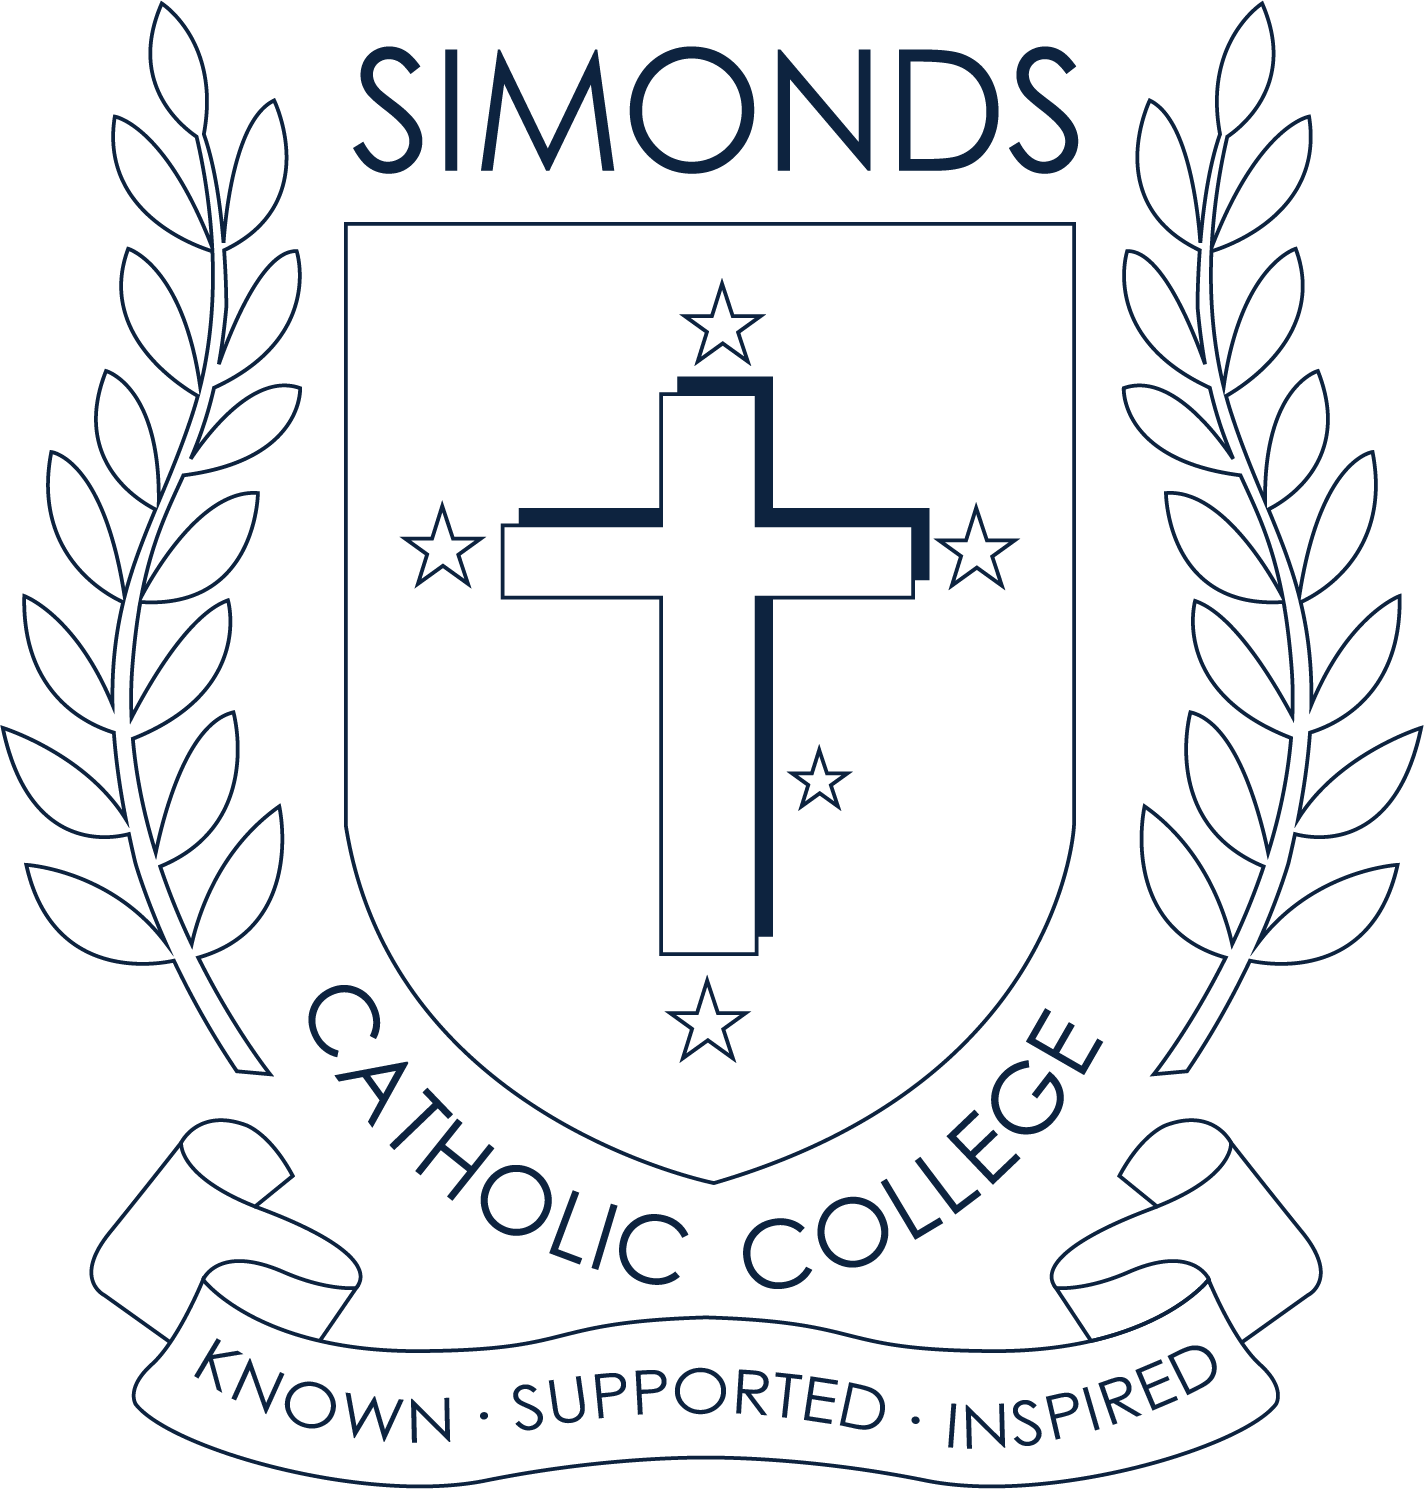 SIMONDS
CATHOLIC COLLEGE
KNOWN · SUPPORTED · INSPIRED